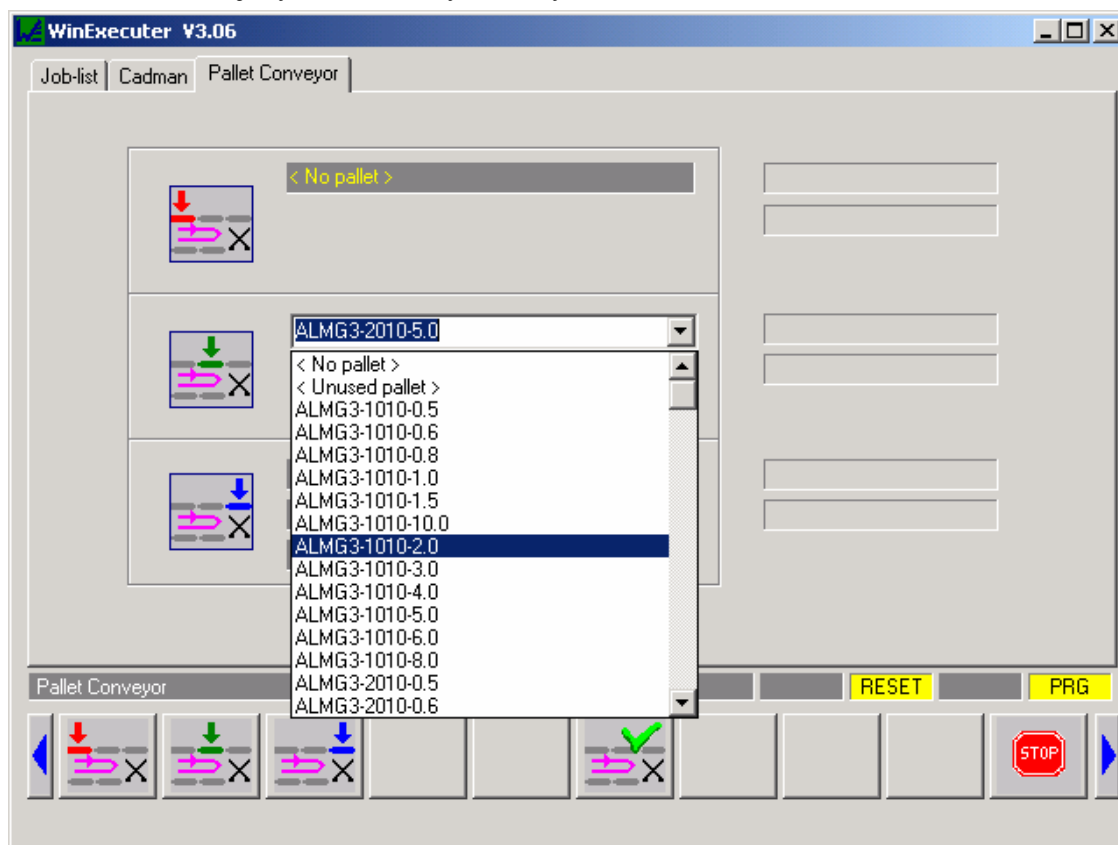 WinExecuter V3.06
Job-list Cadman Pallet Conveyor
< No pallet >
ALMG3-2010-5.0
< No pallet >
< Unused pallet >
ALMG3-1010-0.5
ALMG3-1010-0.6
ALMG3-1010-0.8
ALMG3-1010-1.0
ALMG3-1010-1.5
ALMG3-1010-10.0
ALMG3-1010-2.0
ALMG3-1010-3.0
ALMG3-1010-4.0
ALMG3-1010-5.0
ALMG3-1010-6.0
ALMG3-1010-8.0
ALMG3-2010-0.5
ALMG3-2010-0.6
Pallet Conveyor RESET PRG
STOP